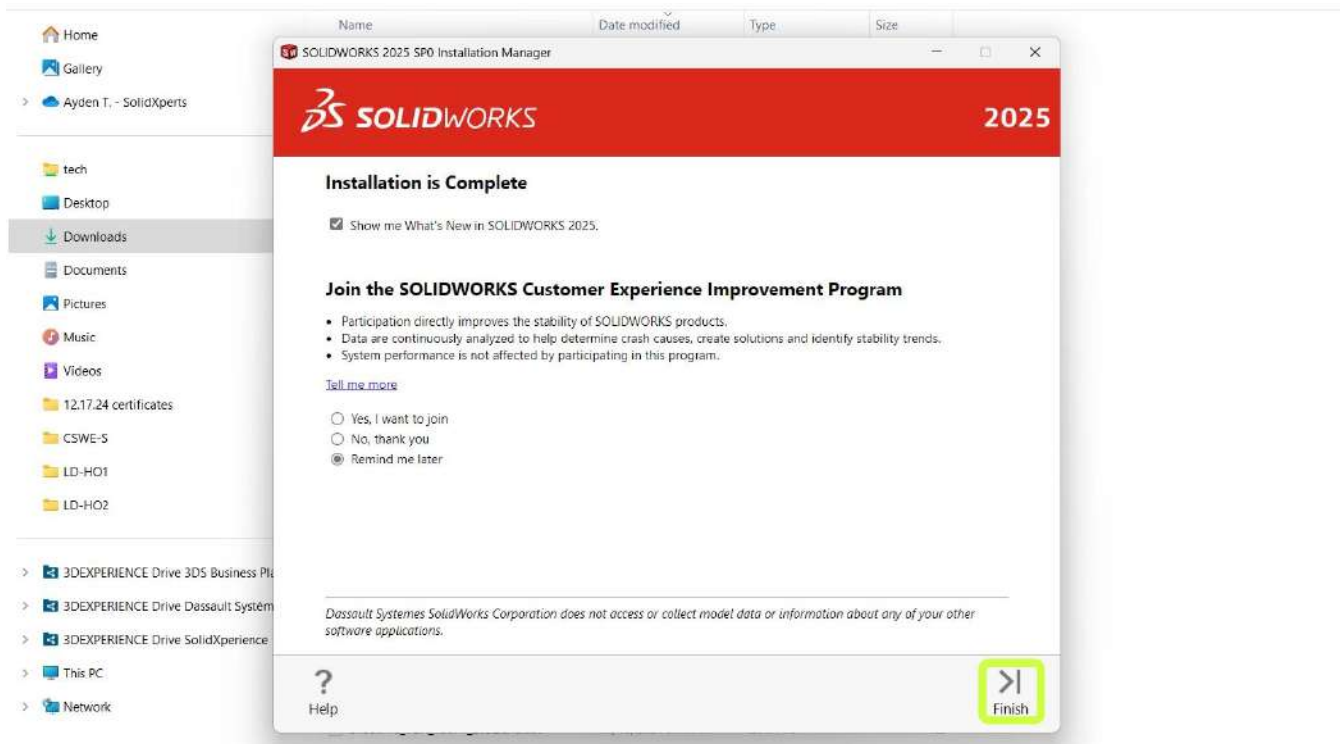 Name Date modified Type Size
Home
Gallery
Ayden T. - SolidXperts
tech
Desktop
Downloads
Documents
Pictures
Music
Videos
12.17.24 certificates
CSWE-S
LD-HO1
LD-HO2
3DEXPERIENCE Drive 3DS Business Pla
3DEXPERIENCE Drive Dassault Systèm
3DEXPERIENCE Drive SolidXperience
This PC
Network
SOLIDWORKS 2025 SP0 Installation Manager
SOLIDWORKS 2025
Installation is Complete
Show me What's New in SOLIDWORKS 2025.
Join the SOLIDWORKS Customer Experience Improvement Program
• Participation directly improves the stability of SOLIDWORKS products.
• Data are continuously analyzed to help determine crash causes, create solutions and identify stability trends.
• System performance is not affected by participating in this program.
Tell me more
Yes, I want to join
No, thank you
Remind me later
Dassault Systemes SolidWorks Corporation does not access or collect model data or information about any of your other
software applications.
? 
Help
Finish